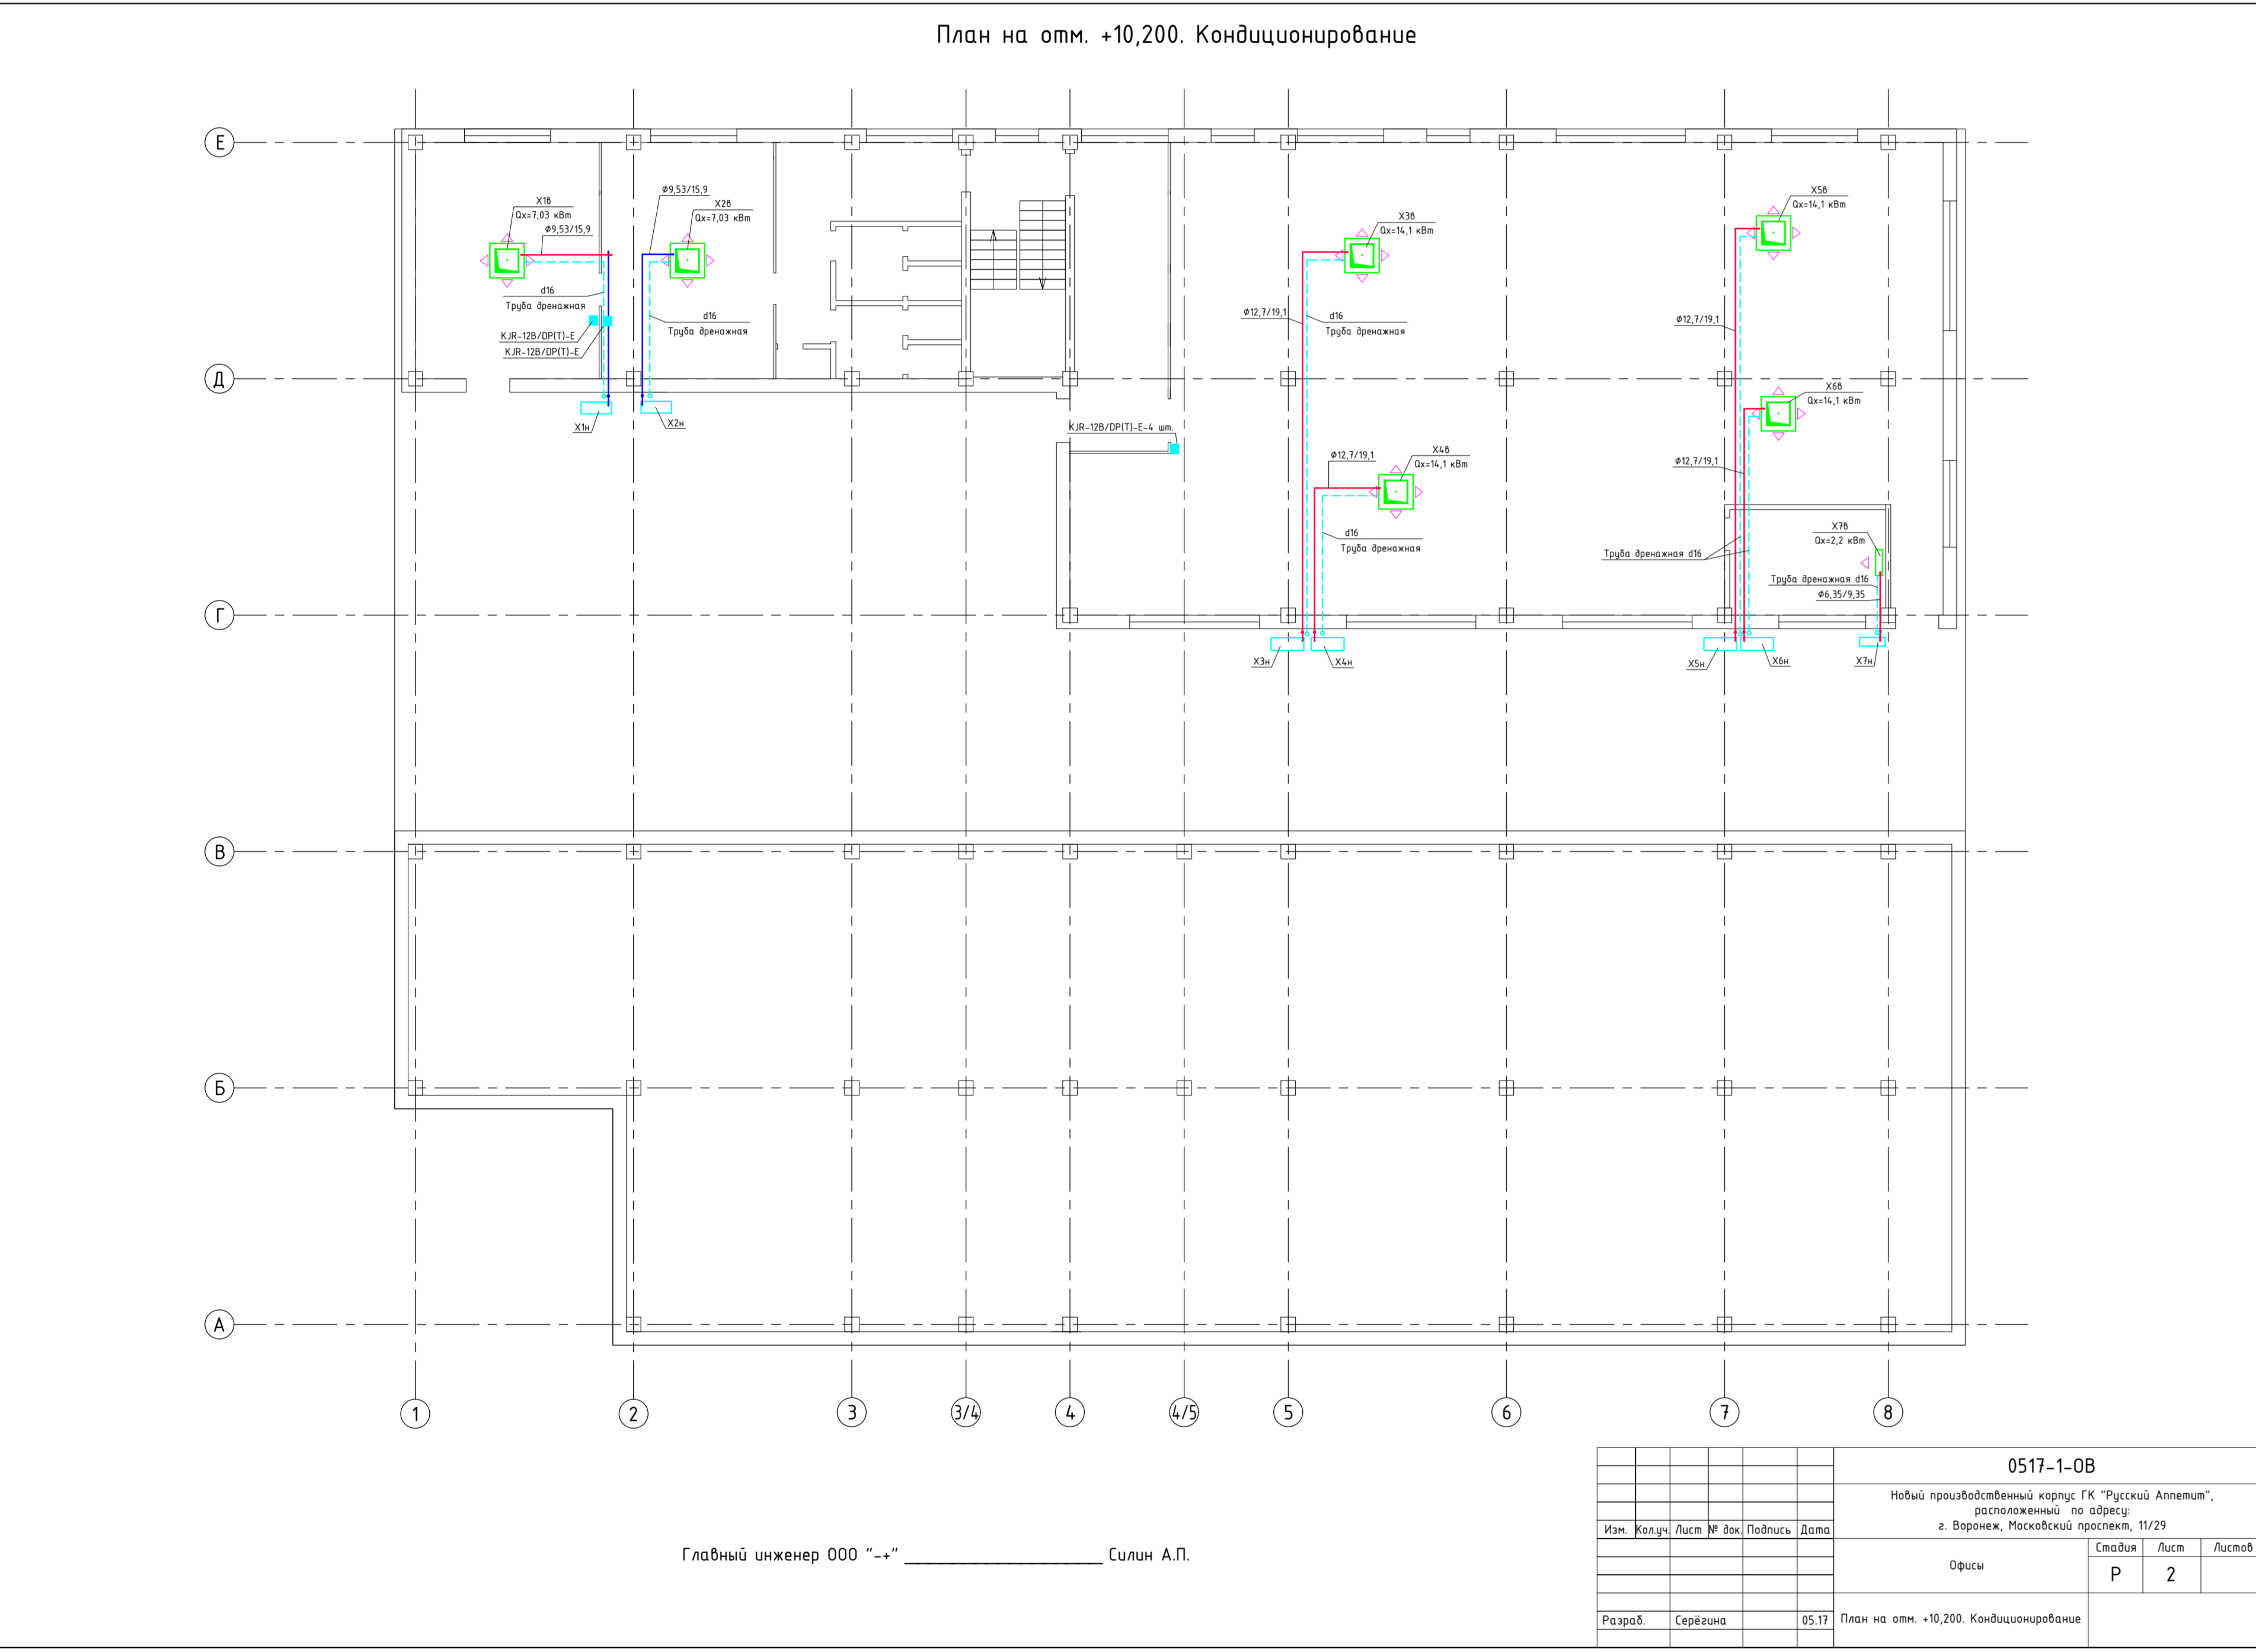 План на отм. +10,200. Кондиционирование
Е
Х1в
Qх=7,03 кВт
Ф9,53/15,9
Ф9,53/15,9
Х2в
Qх=7,03 кВт
d16
Труба дренажная
KJR-12B/DP(T)-E
KJR-12B/DP(T)-E
d16
Труба дренажная
Х3в
Qх=14,1 кВт
Ф12,7/19,1
d16
Труба дренажная
Х5в
Qх=14,1 кВт
Ф12,7/19,1
Д
Х1н
Х2н
KJR-12B/DP(T)-E-4 шт.
Х6в
Qх=14,1 кВт
Ф12,7/19,1
Х4в
Qх=14,1 кВт
Ф12,7/19,1
d16
Труба дренажная
Труба дренажная d16
Х7в
Qх=2,2 кВт
Труба дренажная d16
Ф6,35/9,35
Г
Х3н
Х4н
Х5н
Х6н
Х7н
В
Б
А
1
2
3
3/4
4
4/5
5
6
7
8
Главный инженер ООО "-+" __________________ Силин А.П.
0517-1-ОВ
Новый производственный корпус ГК "Русский Аппетит",
расположенный по адресу:
г. Воронеж, Московский проспект, 11/29
Изм. Кол.уч. Лист № док. Подпись Дата
Офисы
Стадия Лист Листов
Р 2
Разраб. Серёгина 05.17
План на отм. +10,200. Кондиционирование